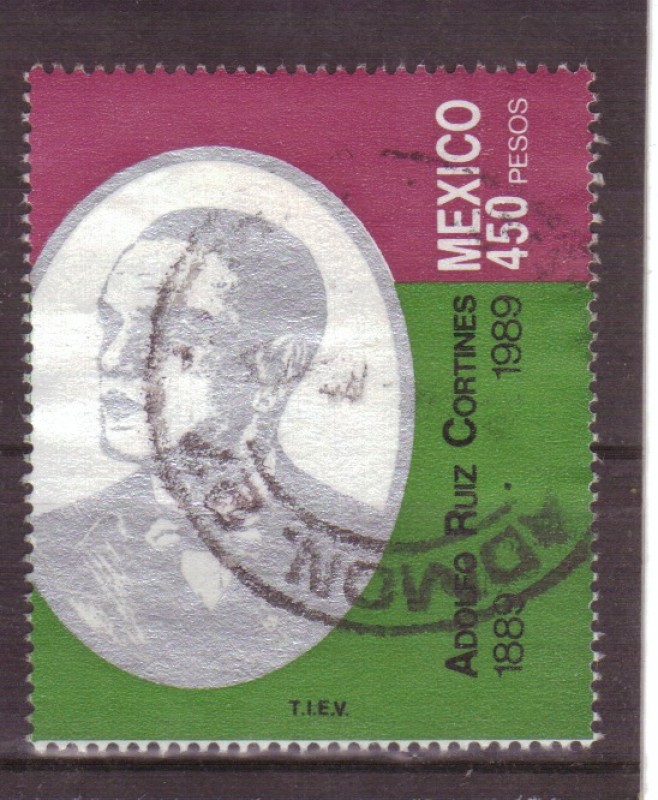 MEXICO
450 PESOS
ADOLFO RUIZ CORTINES
1889 1989
T.I.E.V.